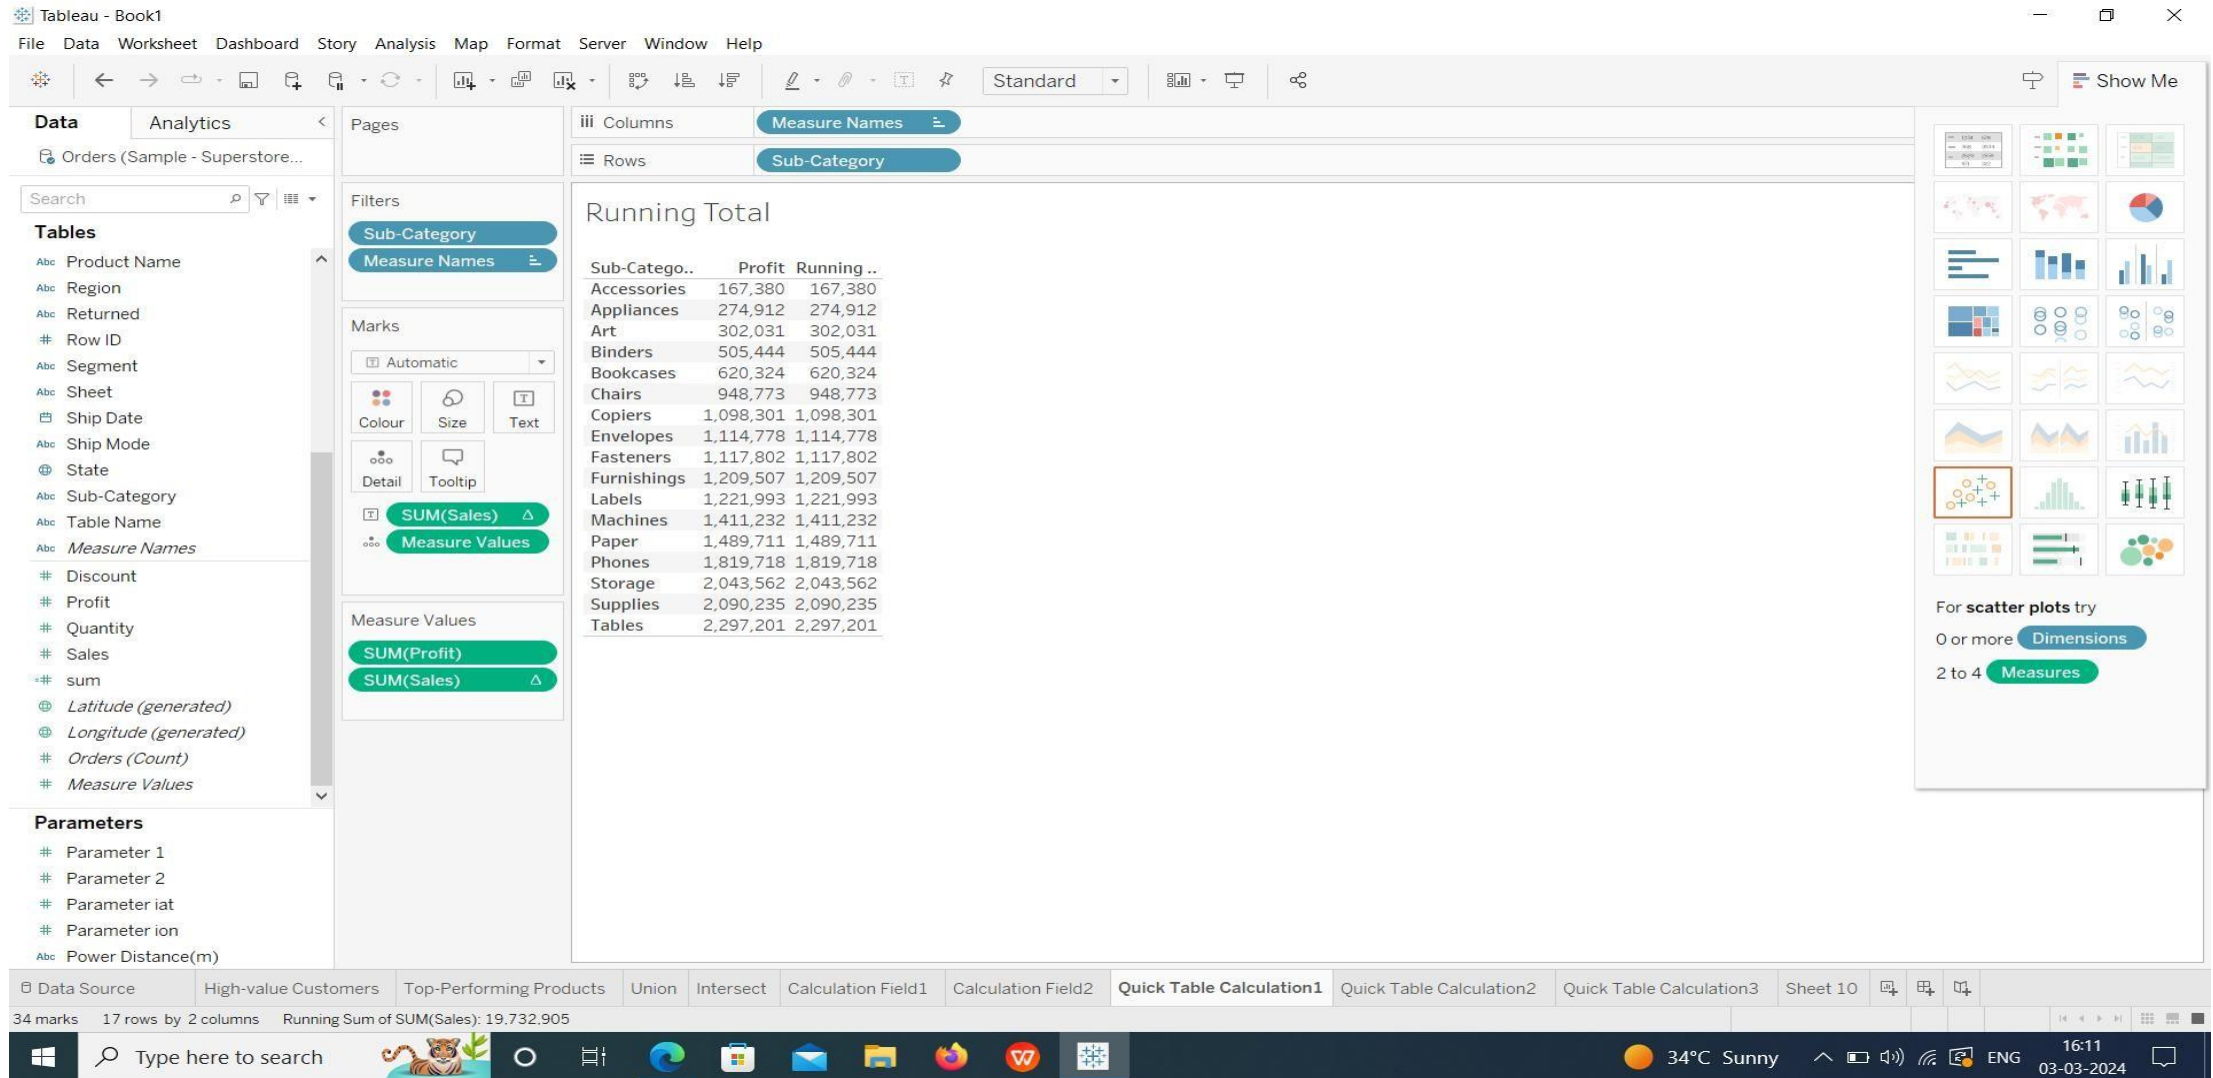 Tableau - Book1
File Data Worksheet Dashboard Story Analysis Map Format Server Window Help
Standard
Show Me
Data Analytics
Orders (Sample - Superstore...
Search
Tables
Abc Product Name
Abc Region
Abc Returned
# Row ID
Abc Segment
Abc Sheet
Ship Date
Abc Ship Mode
State
Abc Sub-Category
Abc Table Name
Abc Measure Names
# Discount
# Profit
# Quantity
# Sales
=# sum
Latitude (generated)
Longitude (generated)
# Orders (Count)
# Measure Values
Parameters
# Parameter 1
# Parameter 2
# Parameter iat
# Parameter ion
Abc Power Distance(m)
Pages
Filters
Sub-Category
Measure Names
Marks
Automatic
Colour Size Text
Detail Tooltip
SUM(Sales)
Measure Values
Measure Values
SUM(Profit)
SUM(Sales)
iii Columns Measure Names
Rows Sub-Category
Running Total
Sub-Catego.. Profit Running ..
Accessories 167,380 167,380
Appliances 274,912 274,912
Art 302,031 302,031
Binders 505,444 505,444
Bookcases 620,324 620,324
Chairs 948,773 948,773
Copiers 1,098,301 1,098,301
Envelopes 1,114,778 1,114,778
Fasteners 1,117,802 1,117,802
Furnishings 1,209,507 1,209,507
Labels 1,221,993 1,221,993
Machines 1,411,232 1,411,232
Paper 1,489,711 1,489,711
Phones 1,819,718 1,819,718
Storage 2,043,562 2,043,562
Supplies 2,090,235 2,090,235
Tables 2,297,201 2,297,201
For scatter plots try
0 or more Dimensions
2 to 4 Measures
Data Source High-value Customers Top-Performing Products Union Intersect Calculation Field1 Calculation Field2 Quick Table Calculation1 Quick Table Calculation2 Quick Table Calculation3 Sheet 10
34 marks 17 rows by 2 columns Running Sum of SUM(Sales): 19,732,905
Type here to search
34°C Sunny
ENG
16:11
03-03-2024